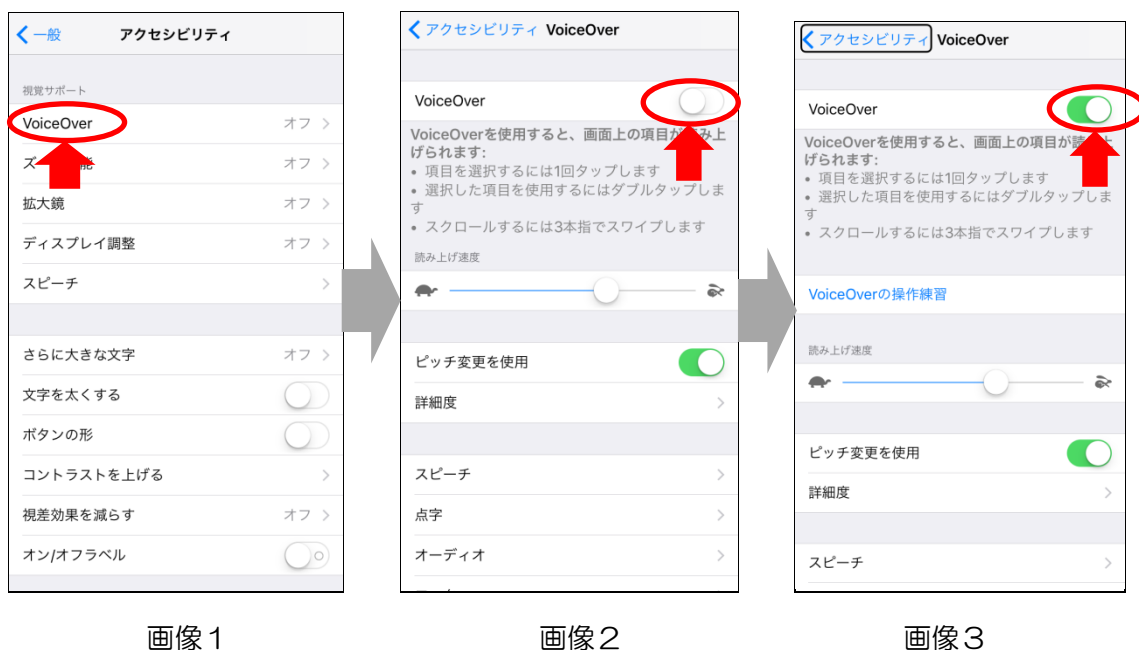 一般 アクセシビリティ
視覚サポート
VoiceOver オフ
ズ 能 オフ
拡大鏡 オフ
ディスプレイ調整 オフ
スピーチ
さらに大きな文字 オフ
文字を太くする
ボタンの形
コントラストを上げる
視差効果を減らす オフ
オン/オフラベル
画像１
アクセシビリティ VoiceOver
VoiceOver
VoiceOverを使用すると、画面上の項目が み上
げられます:
• 項目を選択するには1回タップします
• 選択した項目を使用するにはダブルタップしま
す
• スクロールするには3本指でスワイプします
読み上げ速度
ピッチ変更を使用
詳細度
スピーチ
点字
オーディオ
画像２
アクセシビリティ VoiceOver
VoiceOver
VoiceOverを使用すると、画面上の項目が読 上
げられます:
• 項目を選択するには1回タップします
• 選択した項目を使用するにはダブルタップしま
す
• スクロールするには3本指でスワイプします
VoiceOverの操作練習
読み上げ速度
ピッチ変更を使用
詳細度
スピーチ
画像３